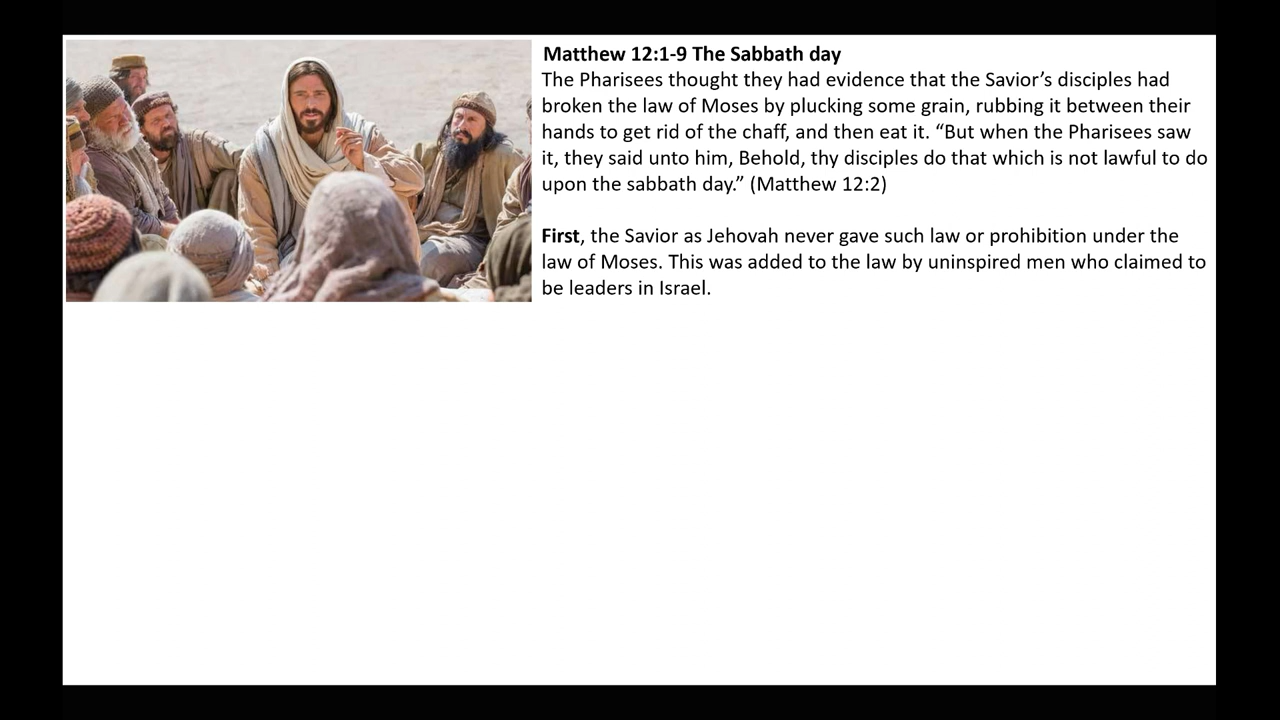 Matthew 12:1-9 The Sabbath day
The Pharisees thought they had evidence that the Savior’s disciples had
broken the law of Moses by plucking some grain, rubbing it between their
hands to get rid of the chaff, and then eat it. “But when the Pharisees saw
it, they said unto him, Behold, thy disciples do that which is not lawful to do
upon the sabbath day.” (Matthew 12:2)
First, the Savior as Jehovah never gave such law or prohibition under the
law of Moses. This was added to the law by uninspired men who claimed to
be leaders in Israel.